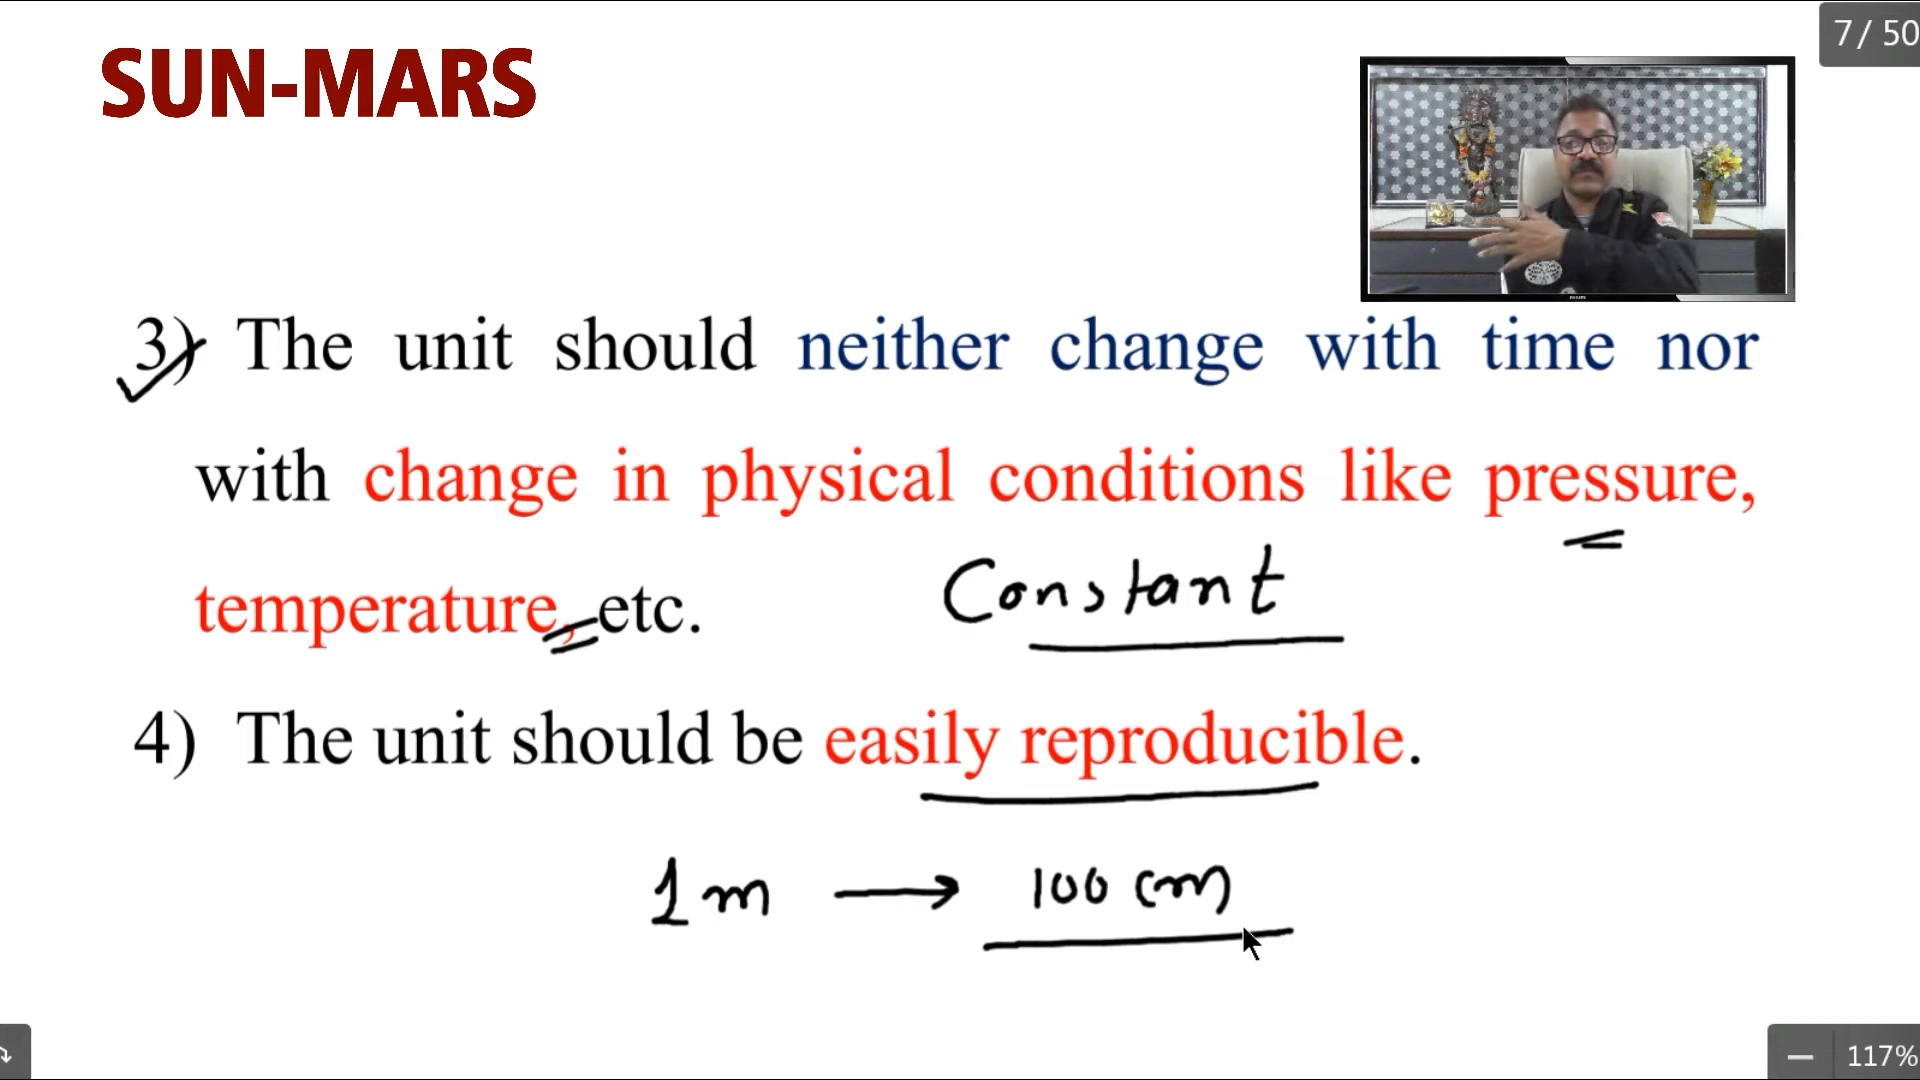 7/ 50
SUN-MARS
3) The unit should neither change with time nor
with change in physical conditions like pressure,
temperature, etc.
Constant
4) The unit should be easily reproducible.
1m → 100 cm
117%